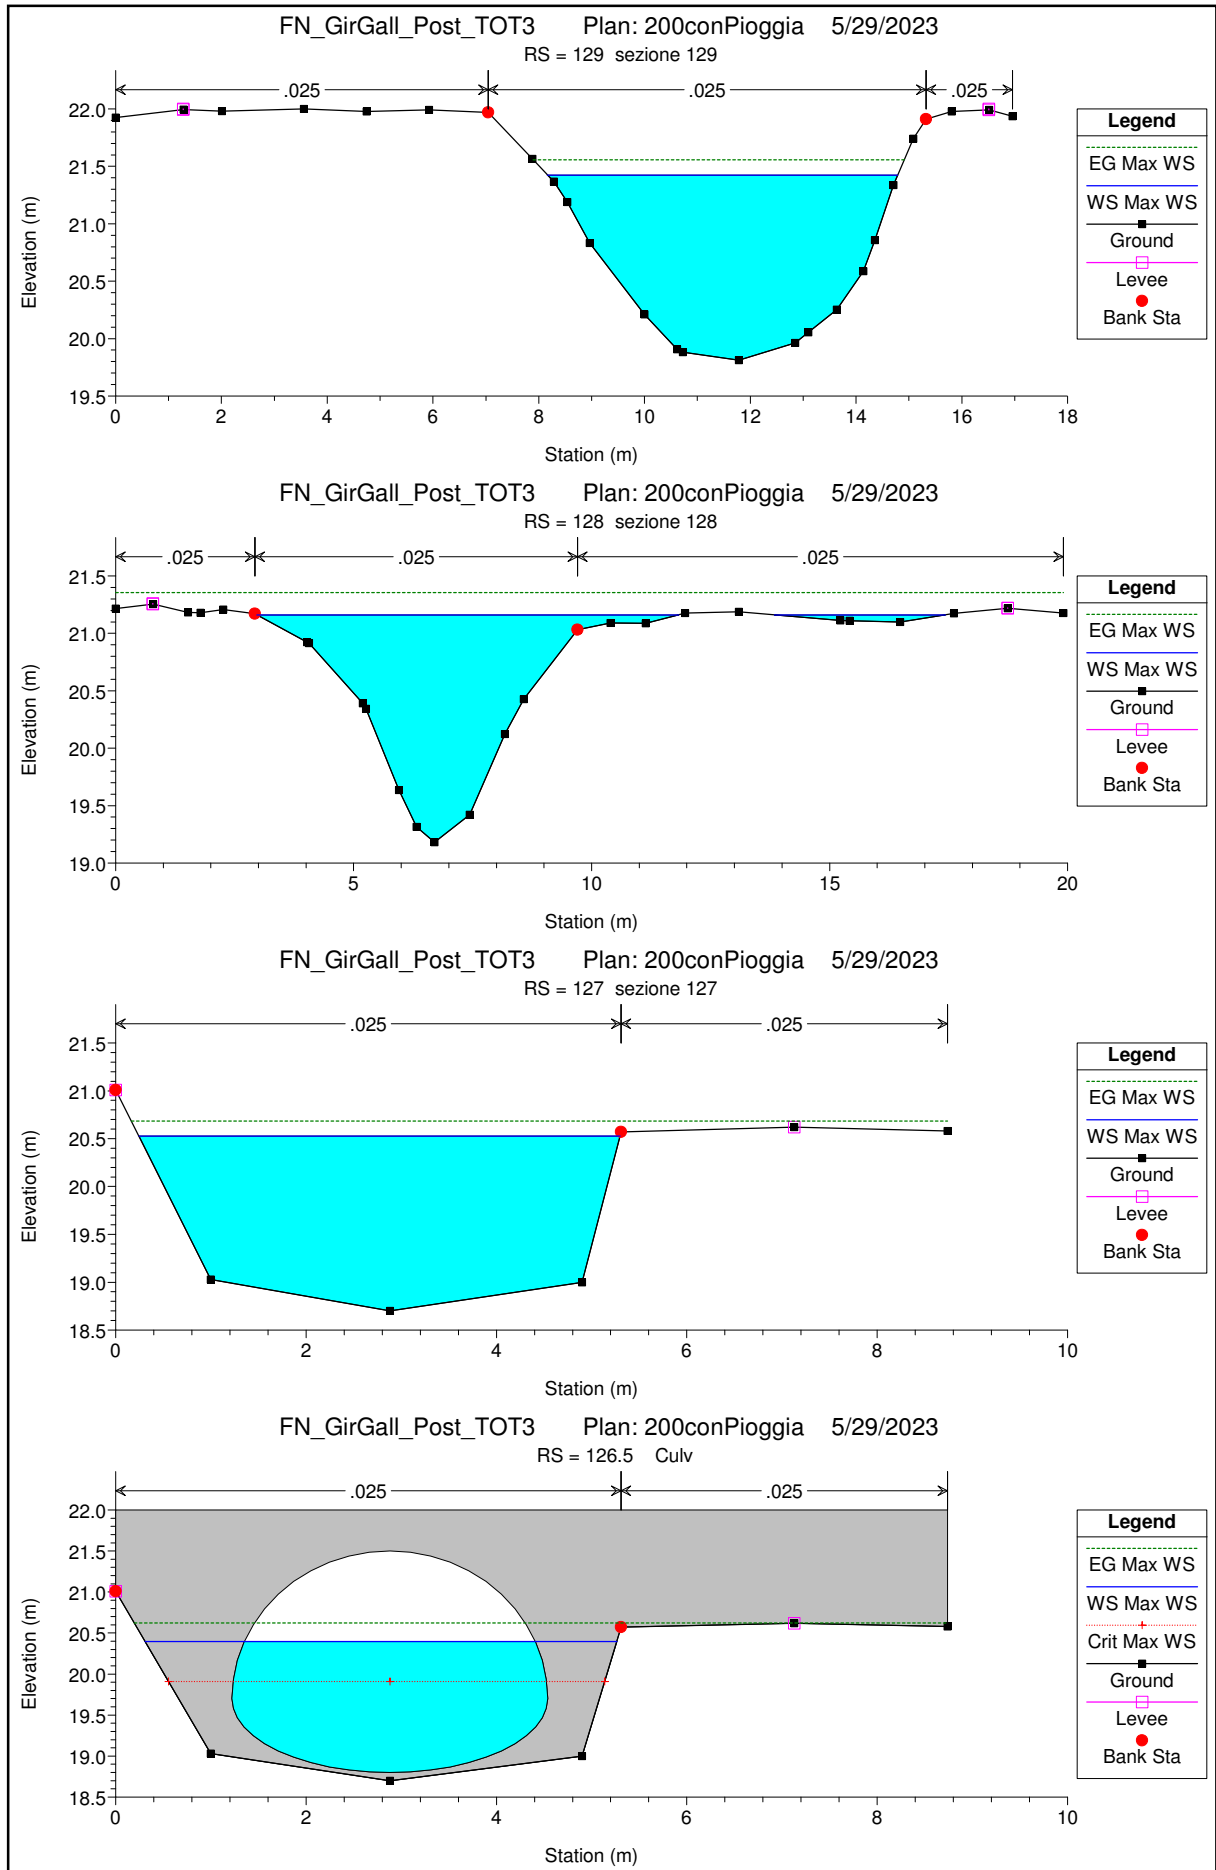 FN_GirGall_Post_TOT3 Plan: 200conPioggia 5/29/2023
RS = 129 sezione 129
.025 .025 .025
22.0
21.5
21.0
20.5
20.0
19.5
Elevation (m)
0 2 4 6 8 10 12 14 16 18
Station (m)
Legend
EG Max WS
WS Max WS
Ground
Levee
Bank Sta
FN_GirGall_Post_TOT3 Plan: 200conPioggia 5/29/2023
RS = 128 sezione 128
.025 .025 .025
21.5
21.0
20.5
20.0
19.5
19.0
Elevation (m)
0 5 10 15 20
Station (m)
Legend
EG Max WS
WS Max WS
Ground
Levee
Bank Sta
FN_GirGall_Post_TOT3 Plan: 200conPioggia 5/29/2023
RS = 127 sezione 127
.025 .025
21.5
21.0
20.5
20.0
19.5
19.0
18.5
Elevation (m)
0 2 4 6 8 10
Station (m)
Legend
EG Max WS
WS Max WS
Ground
Levee
Bank Sta
FN_GirGall_Post_TOT3 Plan: 200conPioggia 5/29/2023
RS = 126.5 Culv
.025 .025
22.0
21.5
21.0
20.5
20.0
19.5
19.0
18.5
Elevation (m)
0 2 4 6 8 10
Station (m)
Legend
EG Max WS
WS Max WS
Crit Max WS
Ground
Levee
Bank Sta